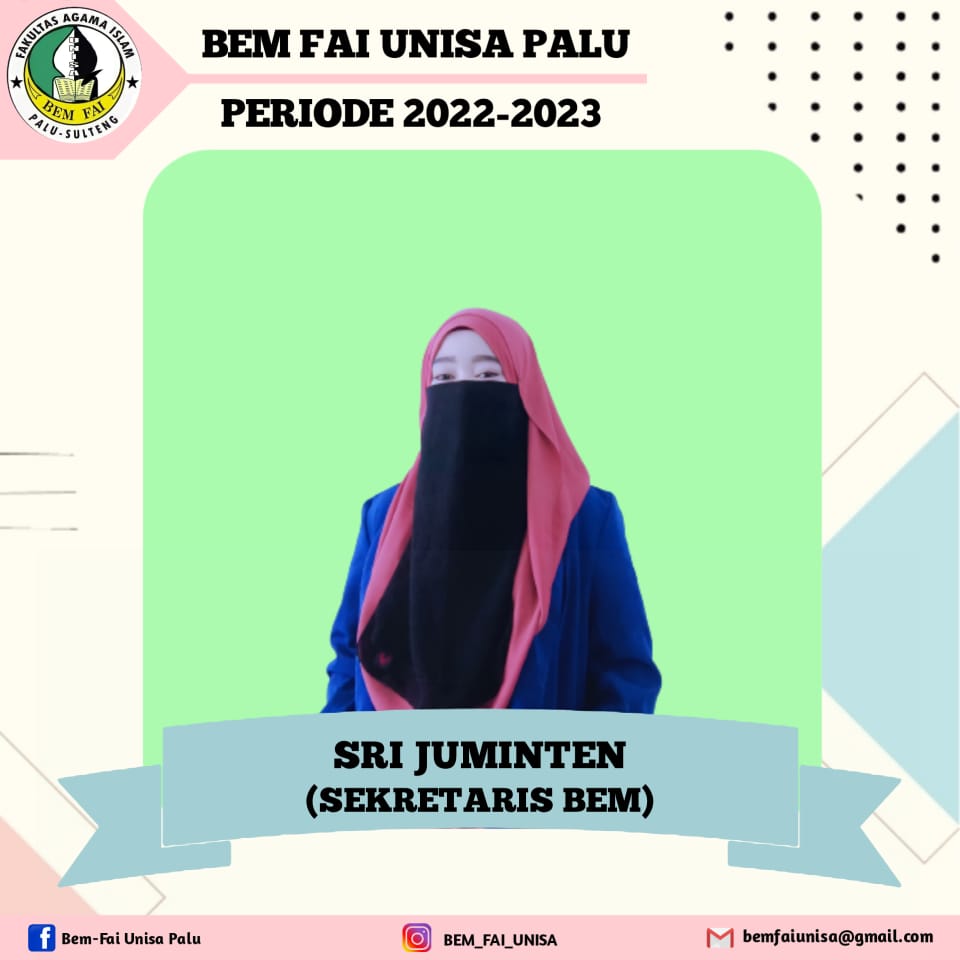 FAKULTAS AGAMA ISLAM
BEM FAI
PALU-SULTENG
BEM FAI UNISA PALU
PERIODE 2022-2023
SRI JUMINTEN
(SEKRETARIS BEM)
Bem-Fai Unisa Palu
BEM_FAI_UNISA
bemfaiunisa@gmail.com